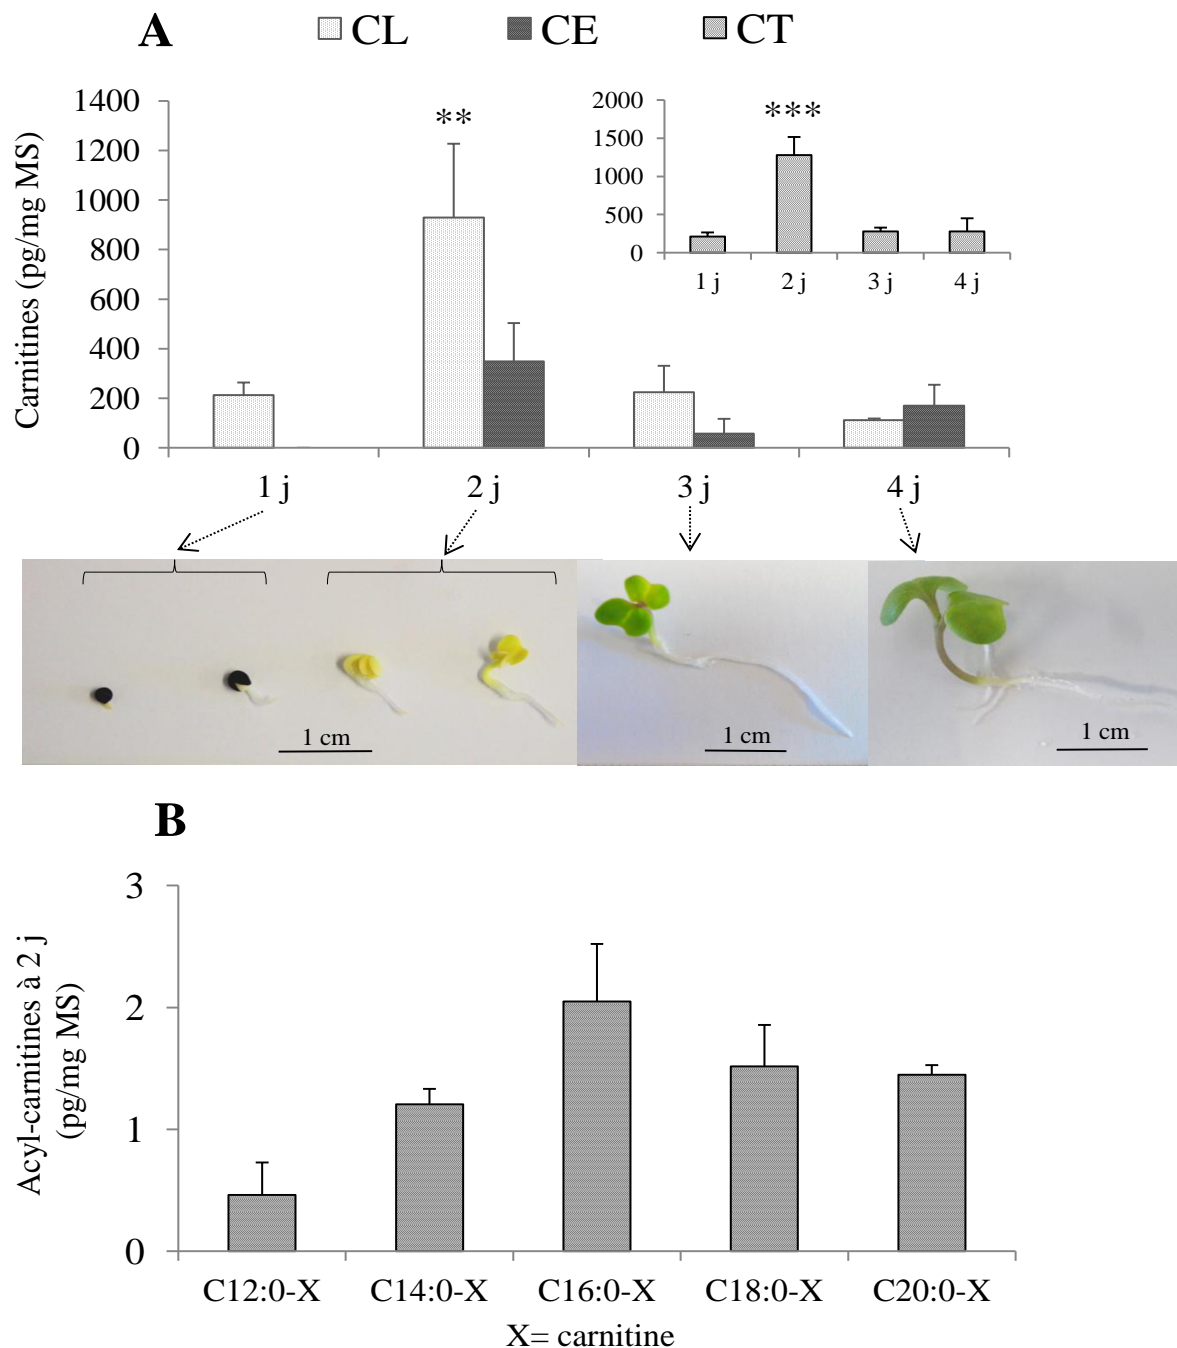 A
CL CE CT
Carnitines (pg/mg MS)
1400
1200
1000
800
600
400
200
0
**
1 j 2 j 3 j 4 j
2000
1500
1000
500
0
***
1 j 2 j 3 j 4 j
1 cm 1 cm 1 cm
B
Acyl-carnitines à 2 j
(pg/mg MS)
3
2
1
0
C12:0-X C14:0-X C16:0-X C18:0-X C20:0-X
X= carnitine